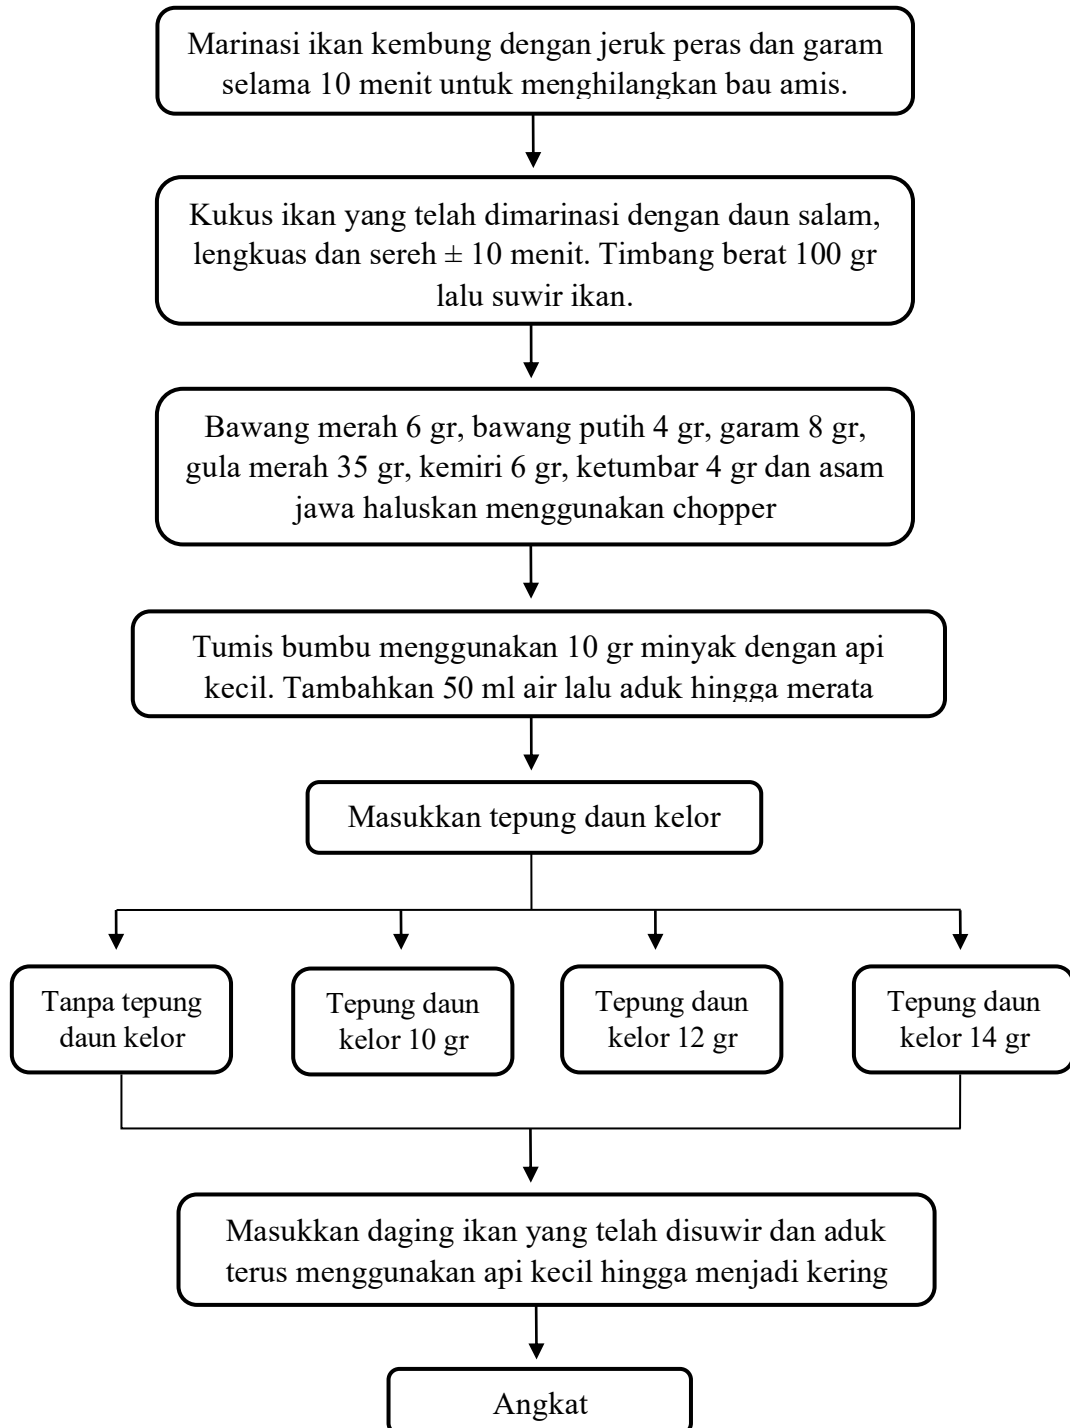 Marinasi ikan kembung dengan jeruk peras dan garam
selama 10 menit untuk menghilangkan bau amis.
Kukus ikan yang telah dimarinasi dengan daun salam,
lengkuas dan sereh ± 10 menit. Timbang berat 100 gr
lalu suwir ikan.
Bawang merah 6 gr, bawang putih 4 gr, garam 8 gr,
gula merah 35 gr, kemiri 6 gr, ketumbar 4 gr dan asam
jawa haluskan menggunakan chopper
Tumis bumbu menggunakan 10 gr minyak dengan api
kecil. Tambahkan 50 ml air lalu aduk hingga merata
Masukkan tepung daun kelor
Tanpa tepung
daun kelor
Tepung daun
kelor 10 gr
Tepung daun
kelor 12 gr
Tepung daun
kelor 14 gr
Masukkan daging ikan yang telah disuwir dan aduk
terus menggunakan api kecil hingga menjadi kering
Angkat